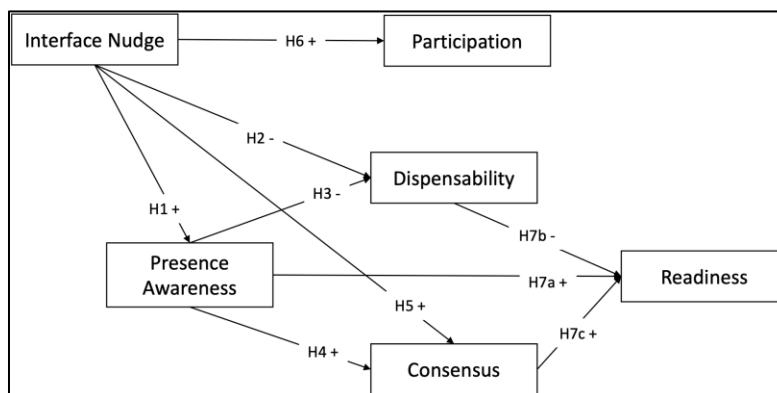 Interface Nudge
H6 +
Participation
H2 -
Dispensability
H3 -
H1 +
H7b -
Presence
Awareness
H7a +
Readiness
H5 +
H7c +
H4 +
Consensus